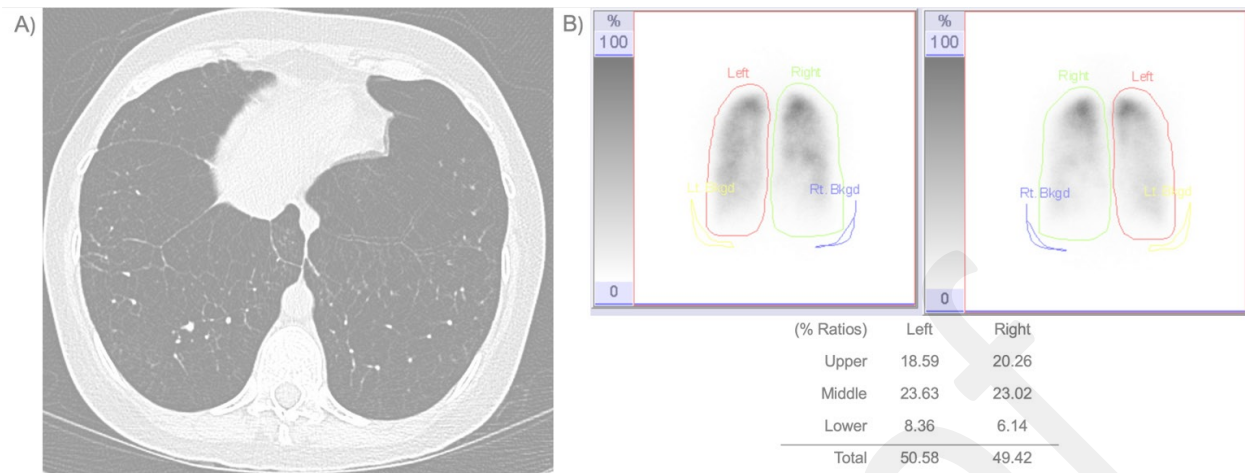 A)
B)
%
100
0
Left
Right
Lt. Bkgd
Rt. Bkgd
%
100
0
Right
Left
Rt. Bkgd
Lt. Bkgd
(% Ratios) Left Right
Upper 18.59 20.26
Middle 23.63 23.02
Lower 8.36 6.14
Total 50.58 49.42